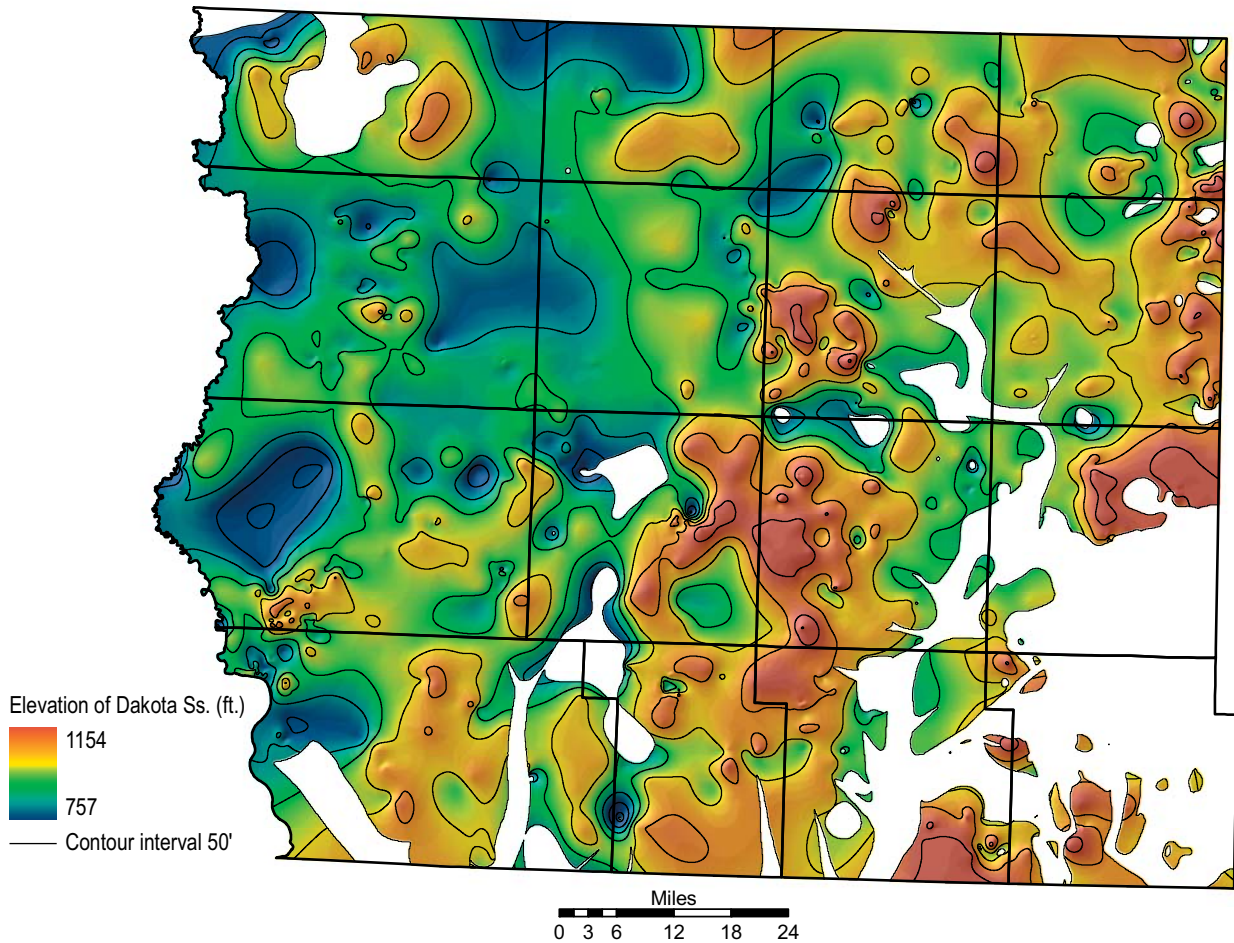 Elevation of Dakota Ss. (ft.)
1154
757
Contour interval 50'
Miles
0 3 6 12 18 24